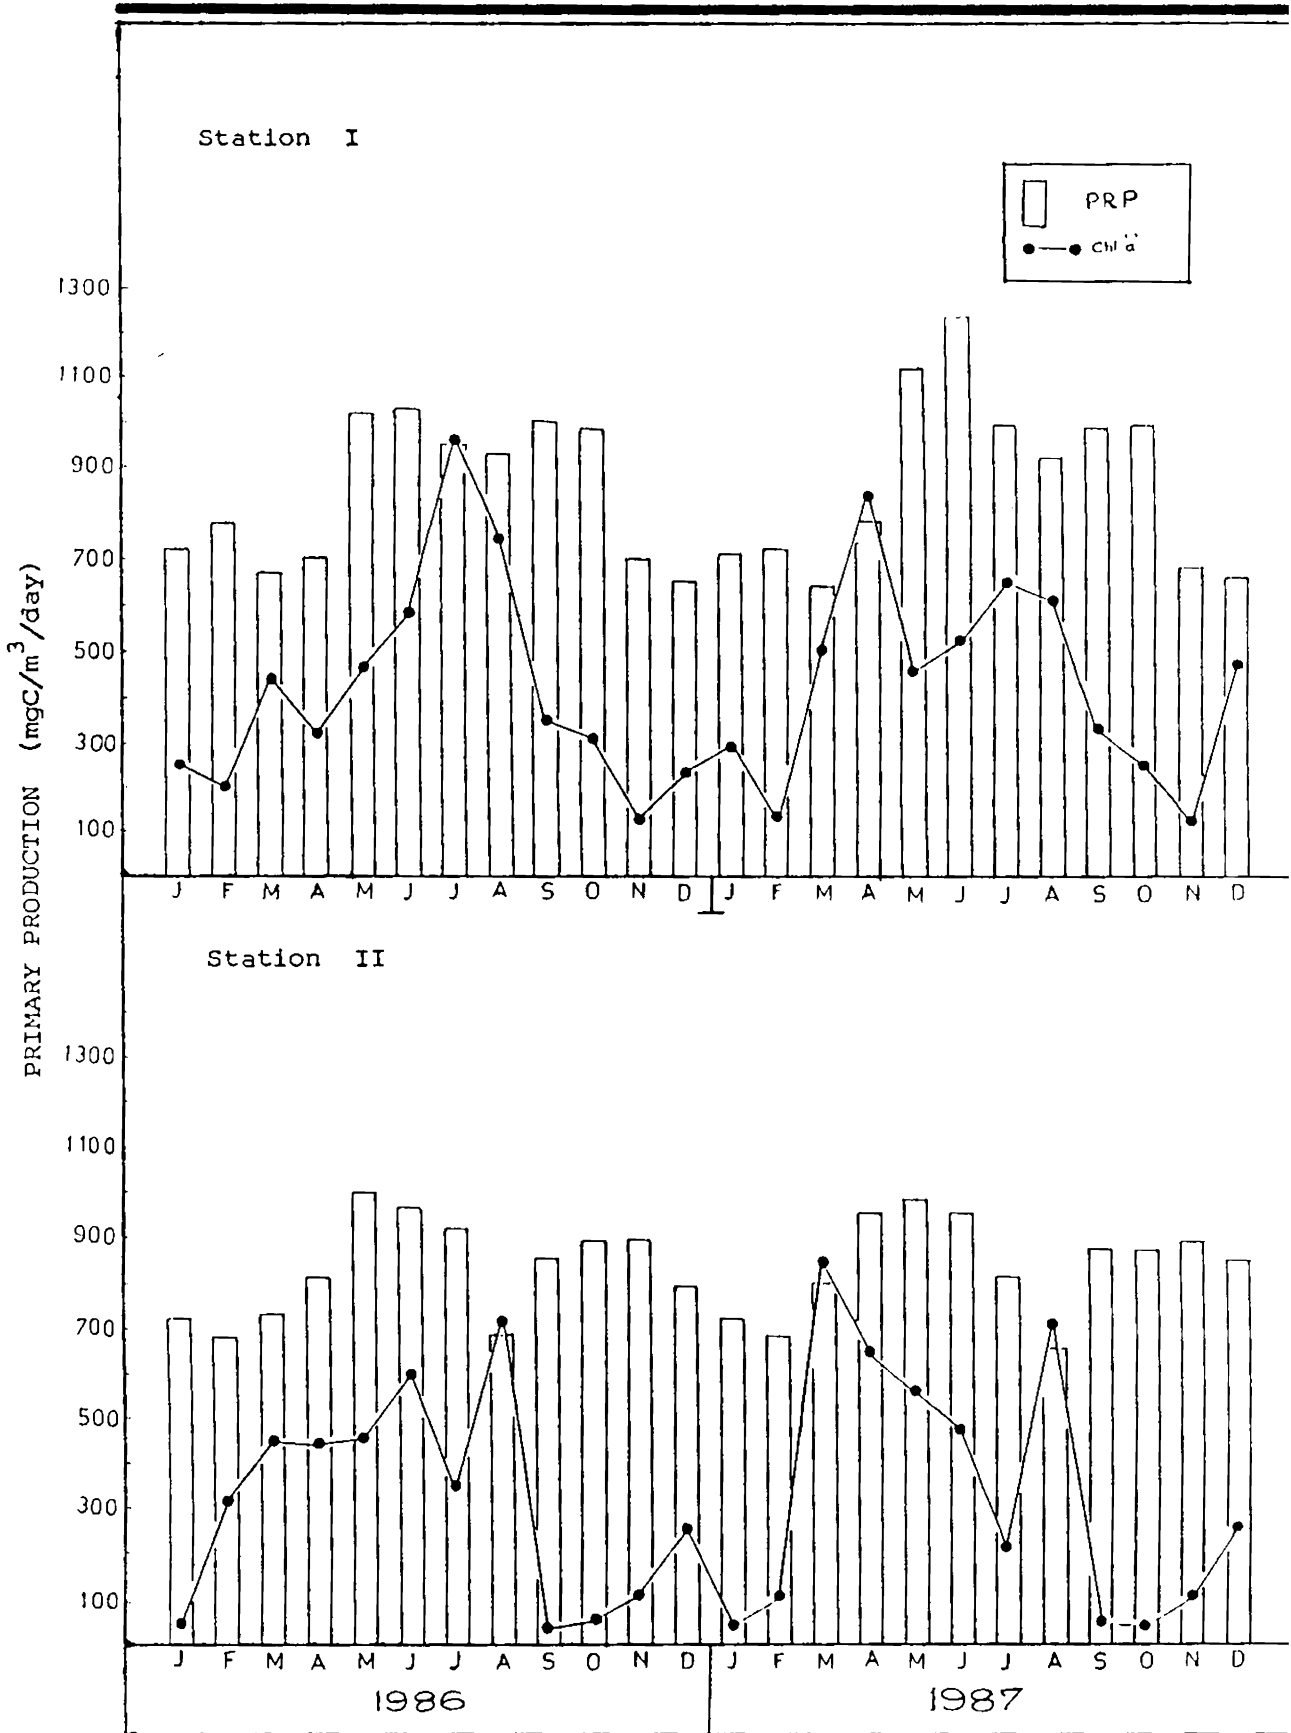 Station I
PRP
Chl "a"
1300
1100
900
700
500
300
100
J F M A M J J A S O N D J F M A M J J A S O N D
PRIMARY PRODUCTION (mgC/m³/day)
Station II
1300
1100
900
700
500
300
100
J F M A M J J A S O N D J F M A M J J A S O N D
1986 1987